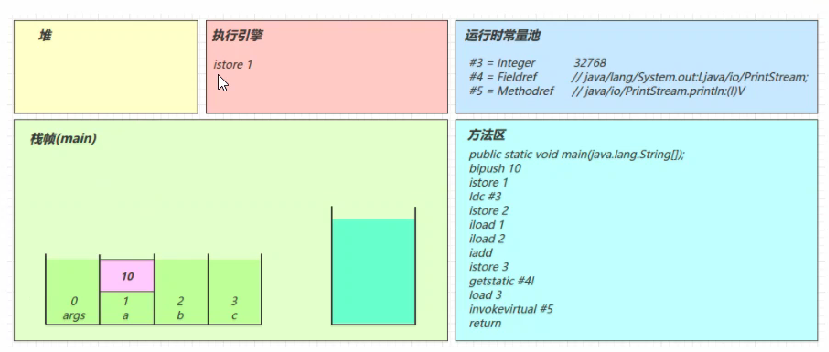 堆
执行引擎
istore 1
运行时常量池
#3 = Integer 32768
#4 = Fieldref // java/lang/System.out:Ljava/io/PrintStream;
#5 = Methodref // java/io/PrintStream.println:(I)V
栈帧(main)
10
0 1 2 3
args a b c
方法区
public static void main(java.lang.String[]);
bipush 10
istore 1
ldc #3
istore 2
iload 1
iload 2
iadd
istore 3
getstatic #4i
load 3
invokevirtual #5
return